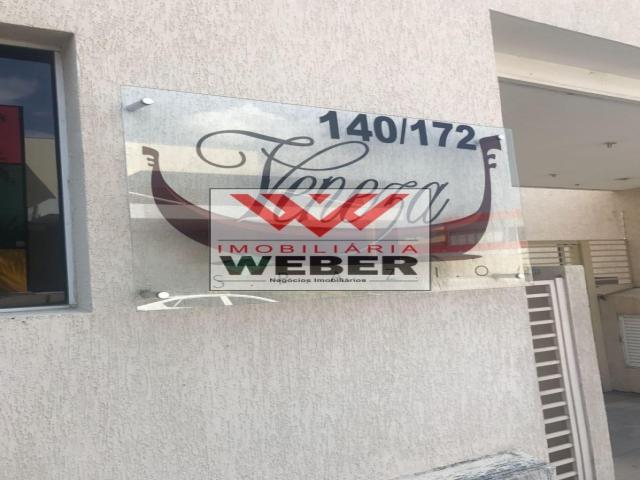 140/172
Veneza
IMOBILIÁRIA
WEBER
Negócios Imobiliários